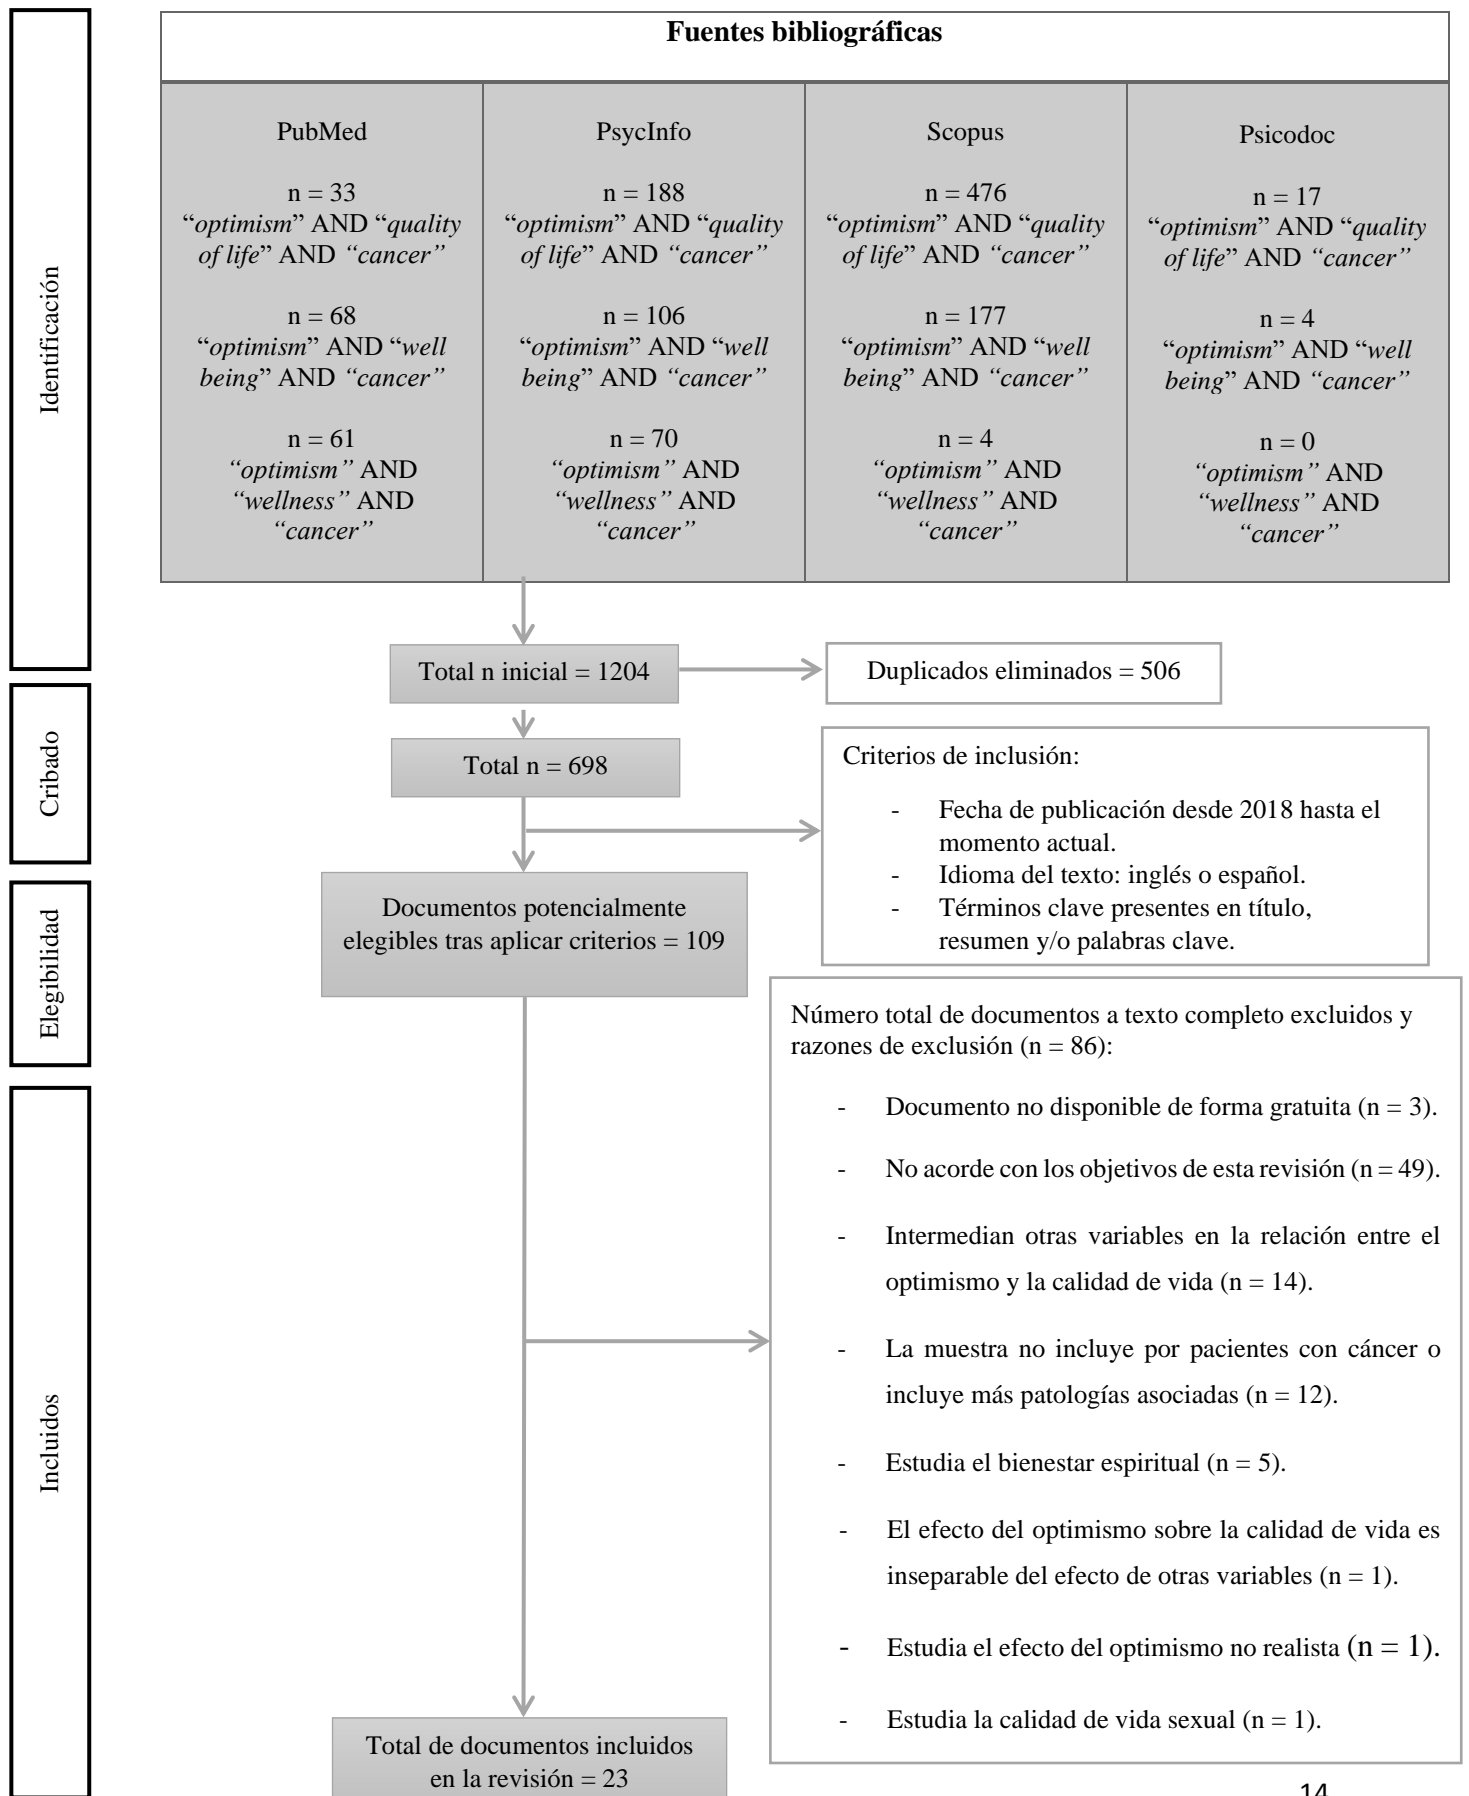 Fuentes bibliográficas
PubMed
n = 33
“optimism” AND “quality
of life” AND “cancer”
n = 68
“optimism” AND “well
being” AND “cancer”
n = 61
“optimism” AND
“wellness” AND
“cancer”
PsycInfo
n = 188
“optimism” AND “quality
of life” AND “cancer”
n = 106
“optimism” AND “well
being” AND “cancer”
n = 70
“optimism” AND
“wellness” AND
“cancer”
Scopus
n = 476
“optimism” AND “quality
of life” AND “cancer”
n = 177
“optimism” AND “well
being” AND “cancer”
n = 4
“optimism” AND
“wellness” AND
“cancer”
Psicodoc
n = 17
“optimism” AND “quality
of life” AND “cancer”
n = 4
“optimism” AND “well
being” AND “cancer”
n = 0
“optimism” AND
“wellness” AND
“cancer”
Identificación
Total n inicial = 1204
Duplicados eliminados = 506
Cribado
Total n = 698
Criterios de inclusión:
- Fecha de publicación desde 2018 hasta el
momento actual.
- Idioma del texto: inglés o español.
- Términos clave presentes en título,
resumen y/o palabras clave.
Elegibilidad
Documentos potencialmente
elegibles tras aplicar criterios = 109
Número total de documentos a texto completo excluidos y
razones de exclusión (n = 86):
- Documento no disponible de forma gratuita (n = 3).
- No acorde con los objetivos de esta revisión (n = 49).
- Intermedian otras variables en la relación entre el
optimismo y la calidad de vida (n = 14).
- La muestra no incluye por pacientes con cáncer o
incluye más patologías asociadas (n = 12).
- Estudia el bienestar espiritual (n = 5).
- El efecto del optimismo sobre la calidad de vida es
inseparable del efecto de otras variables (n = 1).
- Estudia el efecto del optimismo no realista (n = 1).
- Estudia la calidad de vida sexual (n = 1).
Incluidos
Total de documentos incluidos
en la revisión = 23
14